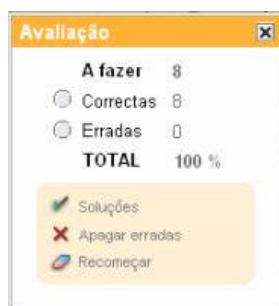 Avaliação
A fazer 8
Correctas 8
Erradas 0
TOTAL 100 %
Soluções
Apagar erradas
Recomeçar